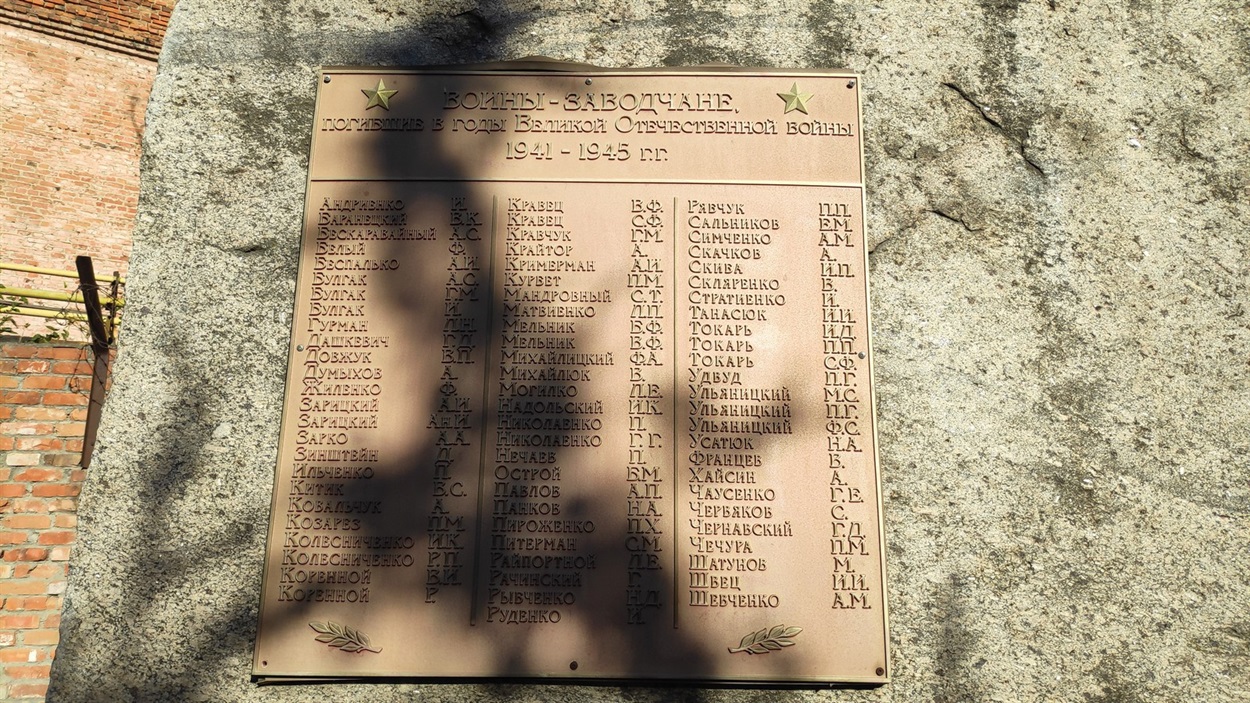 ВОИНЫ-ЗАВОДЧАНЕ,
ПОГИБШИЕ В ГОДЫ ВЕЛИКОЙ ОТЕЧЕСТВЕННОЙ ВОЙНЫ
1941 - 1945 Г.Г.
АНДРИЕНКО И.
БАРАНЕЦКИЙ В.К.
БЕСКАРАВАЙНЫЙ А.С.
БЕЛЫЙ Ф.
БЕСПАЛЬКО А.И.
БУЛГАК А.С.
БУЛГАК Г.М.
БУЛГАК И.
ГУРМАН П.Н.
ДАШКЕВИЧ Г.Д.
ДОВЖУК В.П.
ДУМЫХОВ А.
ЖИЛЕНКО Ф.
ЗАРИЦКИЙ А.И.
ЗАРИЦКИЙ АН.И.
ЗАРКО А.А.
ЗИНШТЕЙН
ИЛЬЧЕНКО П.
КИТИК В.С.
КОВАЛЬЧУК А.
КОЗАРЕЗ П.М.
КОЛЕСНИЧЕНКО И.К.
КОЛЕСНИЧЕНКО Р.П.
КОРЕННОЙ В.И.
КОРЕННОЙ Р.
КРАВЕЦ В.Ф.
КРАВЕЦ С.Ф.
КРАВЧУК Г.М.
КРАЙТОР А.
КРИМЕРМАН А.И.
КУРВЕТ П.М.
МАНДРОВНЫЙ С.Т.
МАТВИЕНКО Л.П.
МЕЛЬНИК В.Ф.
МЕЛЬНИК В.Ф.
МИХАЙЛИЦКИЙ Ф.А.
МИХАЙЛЮК В.
МОГИЛКО Л.Е.
НАДОЛЬСКИЙ И.К.
НИКОЛАЕНКО П.
НИКОЛАЕНКО Г.Г.
НЕЧАЕВ П.
ОСТРОЙ В.М.
ПАВЛОВ А.П.
ПАНКОВ Н.А.
ПИРОЖЕНКО П.Х.
ПИТЕРМАН С.М.
РАЙПОРТНОЙ Л.Е.
РАЧИНСКИЙ Г.
РЫВЧЕНКО Н.Д.
РУДЕНКО И.
РЯБЧУК П.П.
САЛЬНИКОВ Е.М.
СИМЧЕНКО А.М.
СКАЧКОВ А.
СКИБА И.П.
СКЛЯРЕНКО В.
СТРАТИЕНКО И.
ТАНАСЮК И.И.
ТОКАРЬ И.Д.
ТОКАРЬ П.П.
ТОКАРЬ С.Ф.
УДВУД П.Г.
УЛЬЯНИЦКИЙ М.С.
УЛЬЯНИЦКИЙ П.Г.
УЛЬЯНИЦКИЙ Ф.С.
УСАТЮК Н.А.
ФРАНЦЕВ В.
ХАЙСИН А.
ЧАУСЕНКО Г.Е.
ЧЕРВЯКОВ С.
ЧЕРНАВСКИЙ Г.Д.
ЧЕЧУРА П.М.
ШАТУНОВ М.
ШВЕЦ И.И.
ШЕВЧЕНКО А.М.